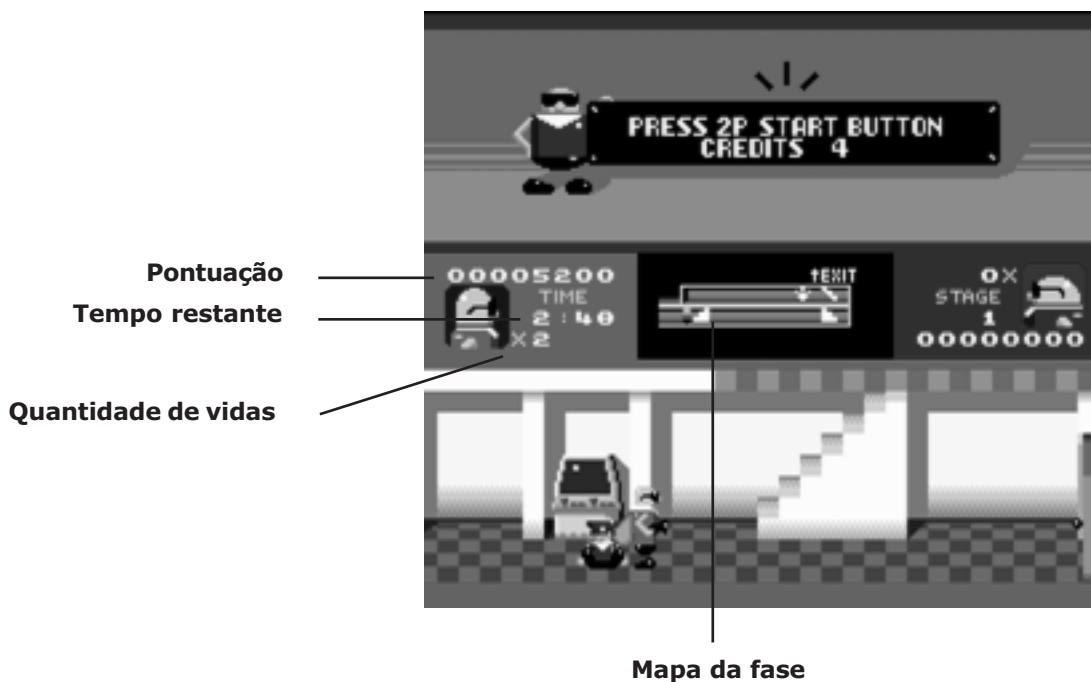 PRESS 2P START BUTTON
CREDITS 4
Pontuação
00005200
↑EXIT
0×
Tempo restante
TIME
2:48
STAGE
1
×2
00000000
Quantidade de vidas
Mapa da fase